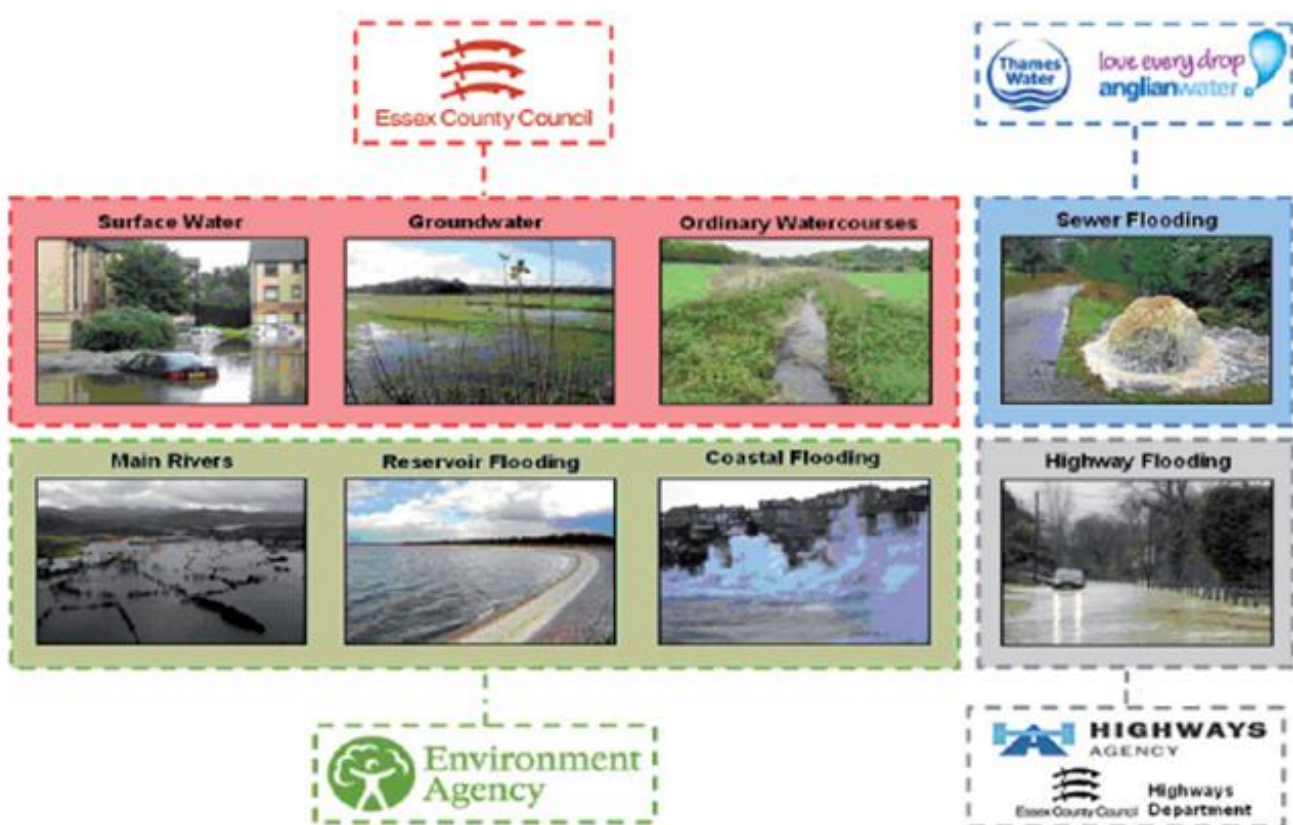 Essex County Council
Thames
Water
love every drop
anglianwater
Surface Water
Groundwater
Ordinary Watercourses
Sewer Flooding
Main Rivers
Reservoir Flooding
Coastal Flooding
Highway Flooding
Environment
Agency
HIGHWAYS
AGENCY
Essex County Council
Highways
Department